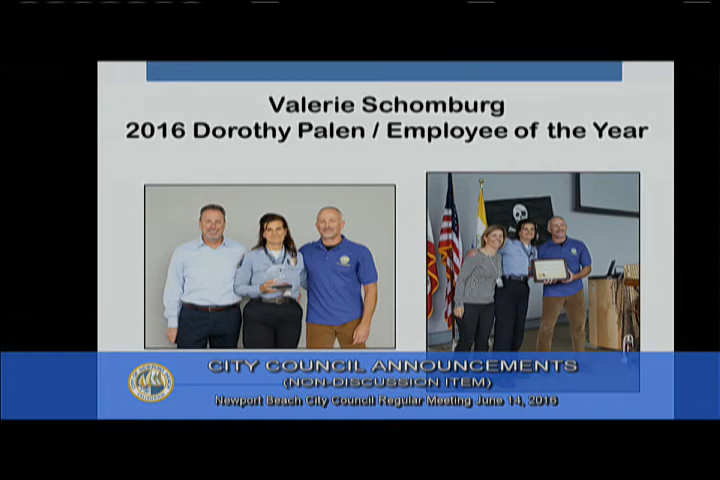 Valerie Schomburg
2016 Dorothy Palen / Employee of the Year
CITY COUNCIL ANNOUNCEMENTS
(NON-DISCUSSION ITEM)
Newport Beach City Council Regular Meeting June 14, 2016